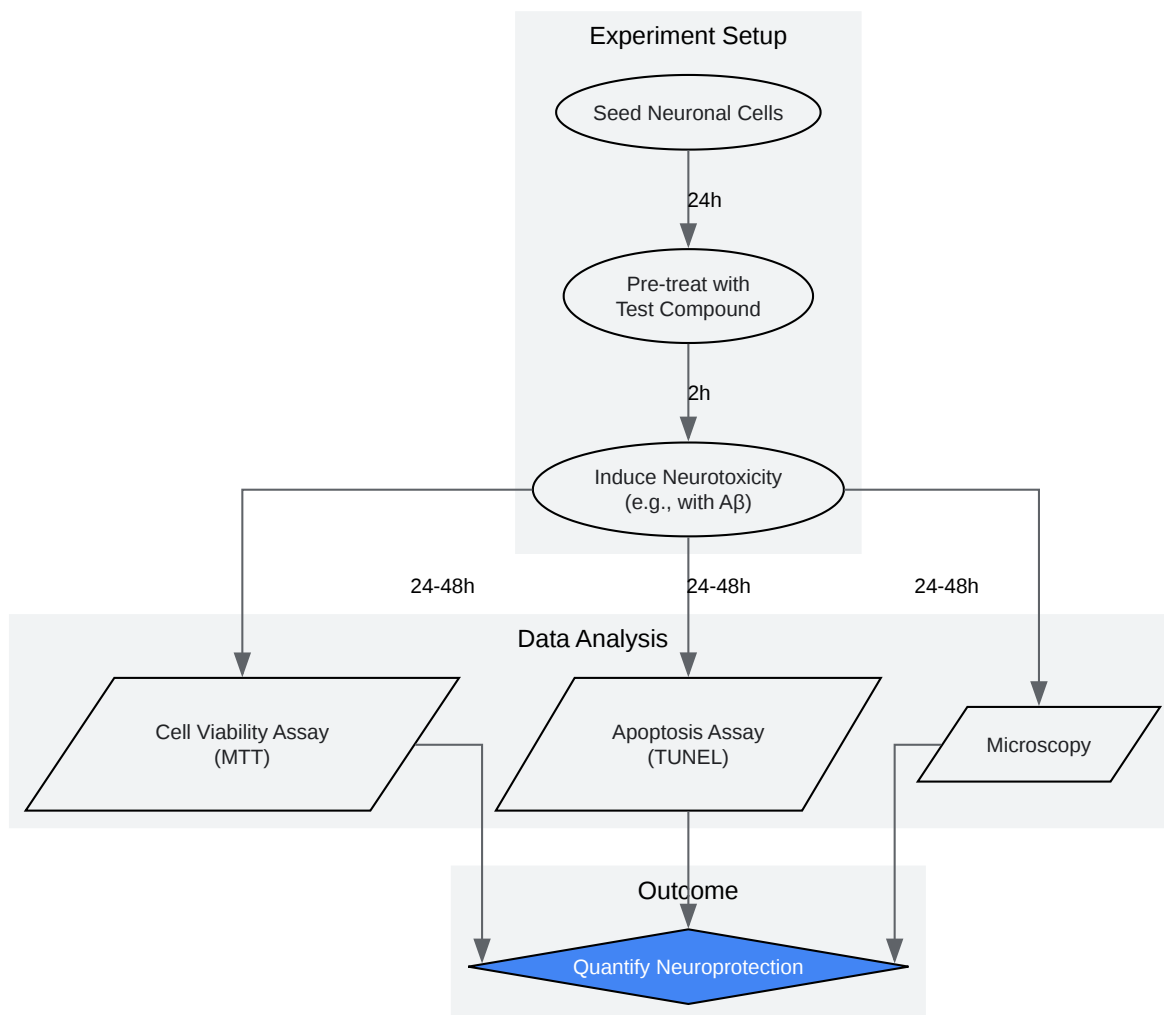 Experiment Setup
Seed Neuronal Cells
24h
Pre-treat with
Test Compound
2h
Induce Neurotoxicity
(e.g., with Aβ)
24-48h
24-48h
24-48h
Data Analysis
Cell Viability Assay
(MTT)
Apoptosis Assay
(TUNEL)
Microscopy
Outcome
Quantify Neuroprotection